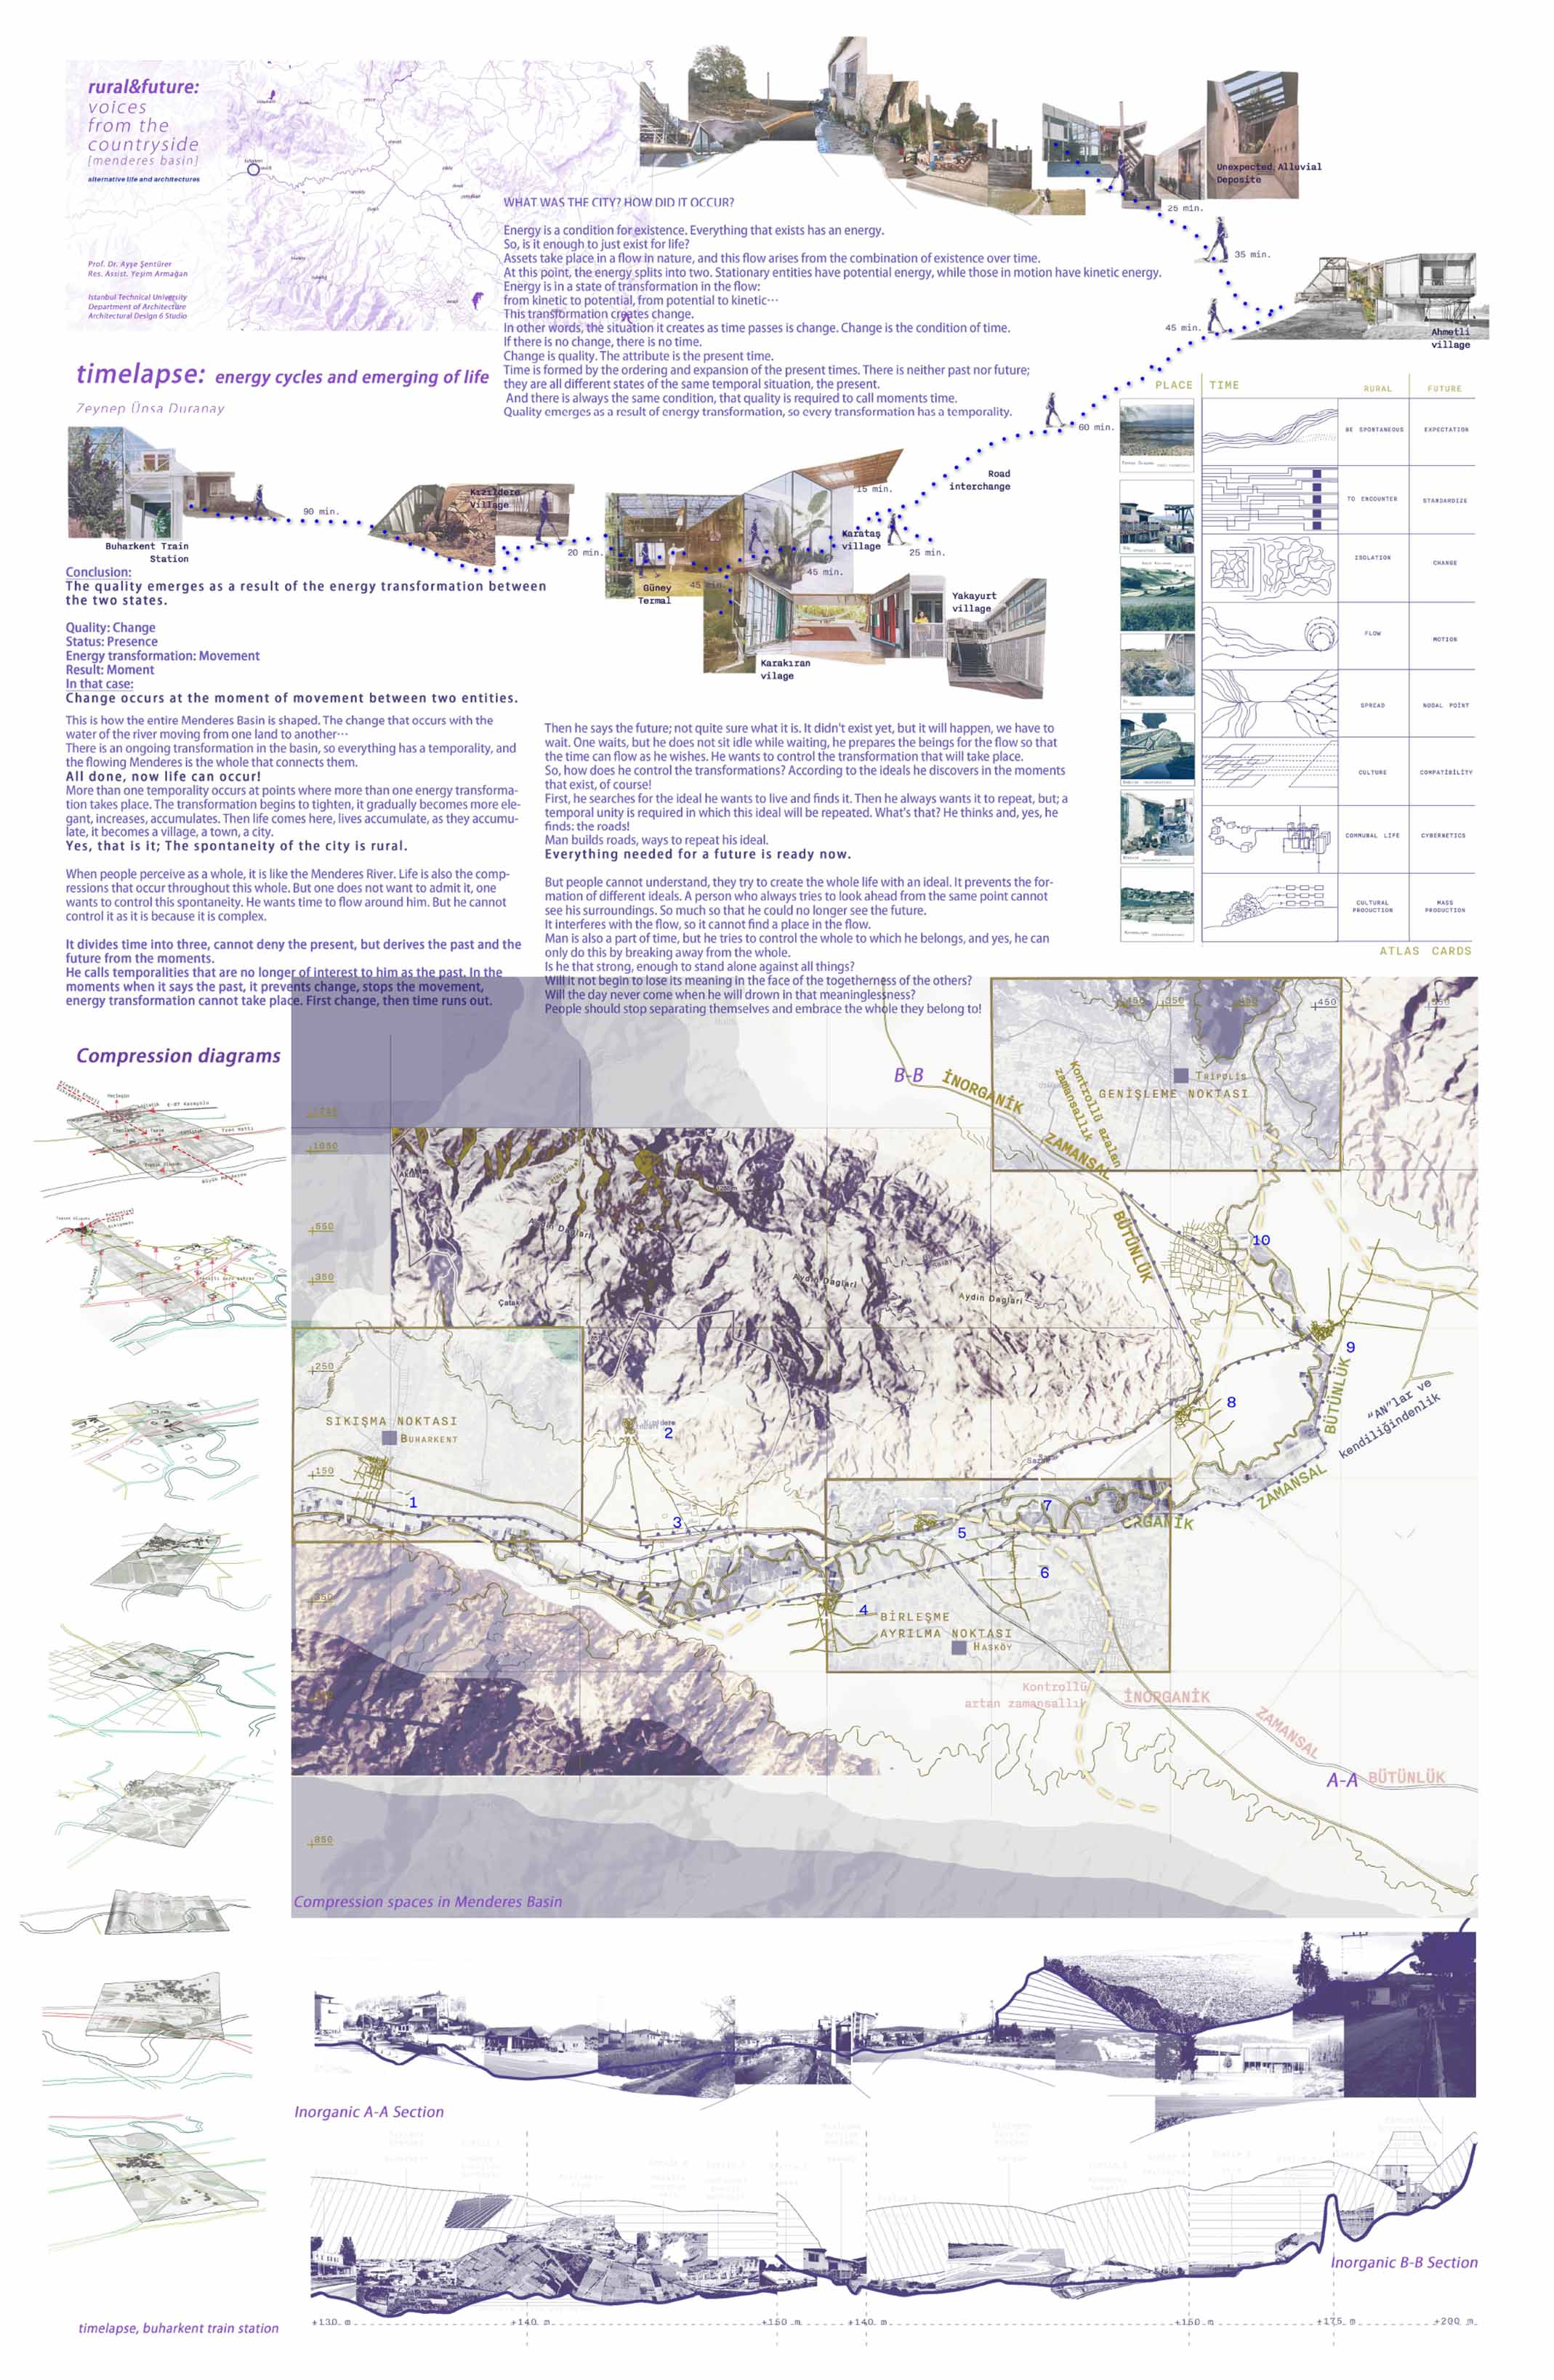 rural&future:
voices
from the
countryside
[menderes basin]
alternative life and architectures
Prof. Dr. Ayşe Şentürer
Res. Assist. Yeşim Armağan
Istanbul Technical University
Department of Architecture
Architectural Design 6 Studio
timelapse: energy cycles and emerging of life
Zeynep Ünsa Duranay
WHAT WAS THE CITY? HOW DID IT OCCUR?
Energy is a condition for existence. Everything that exists has an energy.
So, is it enough to just exist for life?
Assets take place in a flow in nature, and this flow arises from the combination of existence over time.
At this point, the energy splits into two. Stationary entities have potential energy, while those in motion have kinetic energy.
Energy is in a state of transformation in the flow:
from kinetic to potential, from potential to kinetic···
This transformation creates change.
In other words, the situation it creates as time passes is change. Change is the condition of time.
If there is no change, there is no time.
Change is quality. The attribute is the present time.
Time is formed by the ordering and expansion of the present times. There is neither past nor future;
they are all different states of the same temporal situation, the present.
And there is always the same condition, that quality is required to call moments time.
Quality emerges as a result of energy transformation, so every transformation has a temporality.
Unexpected Alluvial
Deposite
25 min.
35 min.
45 min.
Ahmetli
village
60 min.
Road
interchange
15 min.
Karataş
village
25 min.
45 min.
Yakayurt
village
Karakıran
vilage
45 min.
Güney
Termal
20 min.
Kızıldere
Village
90 min.
Buharkent Train
Station
PLACE
TIME
RURAL
FUTURE
BE SPONTANEOUS
EXPECTATION
TO ENCOUNTER
STANDARDIZE
ISOLATION
CHANGE
FLOW
MOTION
SPREAD
NODAL POINT
CULTURE
COMPATİBİLİTY
COMMUNAL LIFE
CYBERNETICS
CULTURAL
PRODUCTION
MASS
PRODUCTION
ATLAS CARDS
Conclusion:
The quality emerges as a result of the energy transformation between
the two states.
Quality: Change
Status: Presence
Energy transformation: Movement
Result: Moment
In that case:
Change occurs at the moment of movement between two entities.
This is how the entire Menderes Basin is shaped. The change that occurs with the
water of the river moving from one land to another···
There is an ongoing transformation in the basin, so everything has a temporality, and
the flowing Menderes is the whole that connects them.
All done, now life can occur!
More than one temporality occurs at points where more than one energy transforma-
tion takes place. The transformation begins to tighten, it gradually becomes more ele-
gant, increases, accumulates. Then life comes here, lives accumulate, as they accumu-
late, it becomes a village, a town, a city.
Yes, that is it; The spontaneity of the city is rural.
When people perceive as a whole, it is like the Menderes River. Life is also the comp-
ressions that occur throughout this whole. But one does not want to admit it, one
wants to control this spontaneity. He wants time to flow around him. But he cannot
control it as it is because it is complex.
It divides time into three, cannot deny the present, but derives the past and the
future from the moments.
He calls temporalities that are no longer of interest to him as the past. In the
moments when it says the past, it prevents change, stops the movement,
energy transformation cannot take place. First change, then time runs out.
Then he says the future; not quite sure what it is. It didn't exist yet, but it will happen, we have to
wait. One waits, but he does not sit idle while waiting, he prepares the beings for the flow so that
the time can flow as he wishes. He wants to control the transformation that will take place.
So, how does he control the transformations? According to the ideals he discovers in the moments
that exist, of course!
First, he searches for the ideal he wants to live and finds it. Then he always wants it to repeat, but; a
temporal unity is required in which this ideal will be repeated. What's that? He thinks and, yes, he
finds: the roads!
Man builds roads, ways to repeat his ideal.
Everything needed for a future is ready now.
But people cannot understand, they try to create the whole life with an ideal. It prevents the for-
mation of different ideals. A person who always tries to look ahead from the same point cannot
see his surroundings. So much so that he could no longer see the future.
It interferes with the flow, so it cannot find a place in the flow.
Man is also a part of time, but he tries to control the whole to which he belongs, and yes, he can
only do this by breaking away from the whole.
Is he that strong, enough to stand alone against all things?
Will it not begin to lose its meaning in the face of the togetherness of the others?
Will the day never come when he will drown in that meaninglessness?
People should stop separating themselves and embrace the whole they belong to!
Compression diagrams
B-B
İNORGANİK
ZAMANSAL
BÜTÜNLÜK
Kontrollü azalan
zamansallık
GENİŞLEME NOKTASI
Tripolis
+450
+1050
+550
+350
+250
+150
+850
Aydın Dağları
Aydın Dağları
Aydın Dağları
Çatak
SIKIŞMA NOKTASI
Buharkent
1
2
3
4
5
6
7
8
9
10
BÜTÜNLÜK
ZAMANSAL
ORGANİK
"AN"lar ve
kendiliğindenlik
BİRLEŞME
AYRILMA NOKTASI
Hasköy
Kontrollü
artan zamansallık
İNORGANİK
ZAMANSAL
A-A
BÜTÜNLÜK
Compression spaces in Menderes Basin
Inorganic A-A Section
Inorganic B-B Section
+130 m
+140 m
+150 m
+140 m
+150 m
+175 m
+200 m
timelapse, buharkent train station